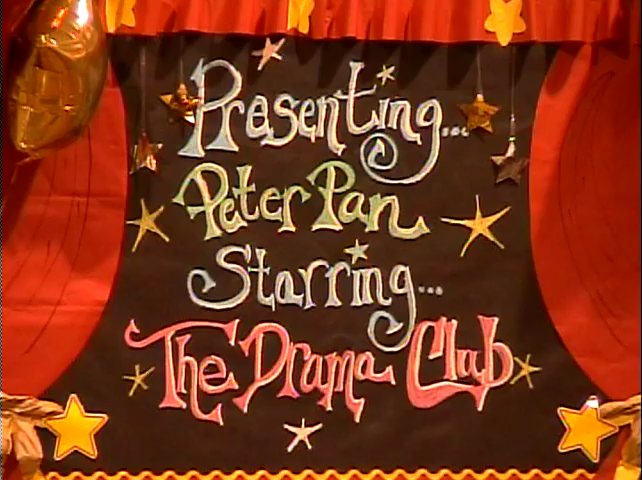 Presenting...
Peter Pan
Starring...
The Drama Club